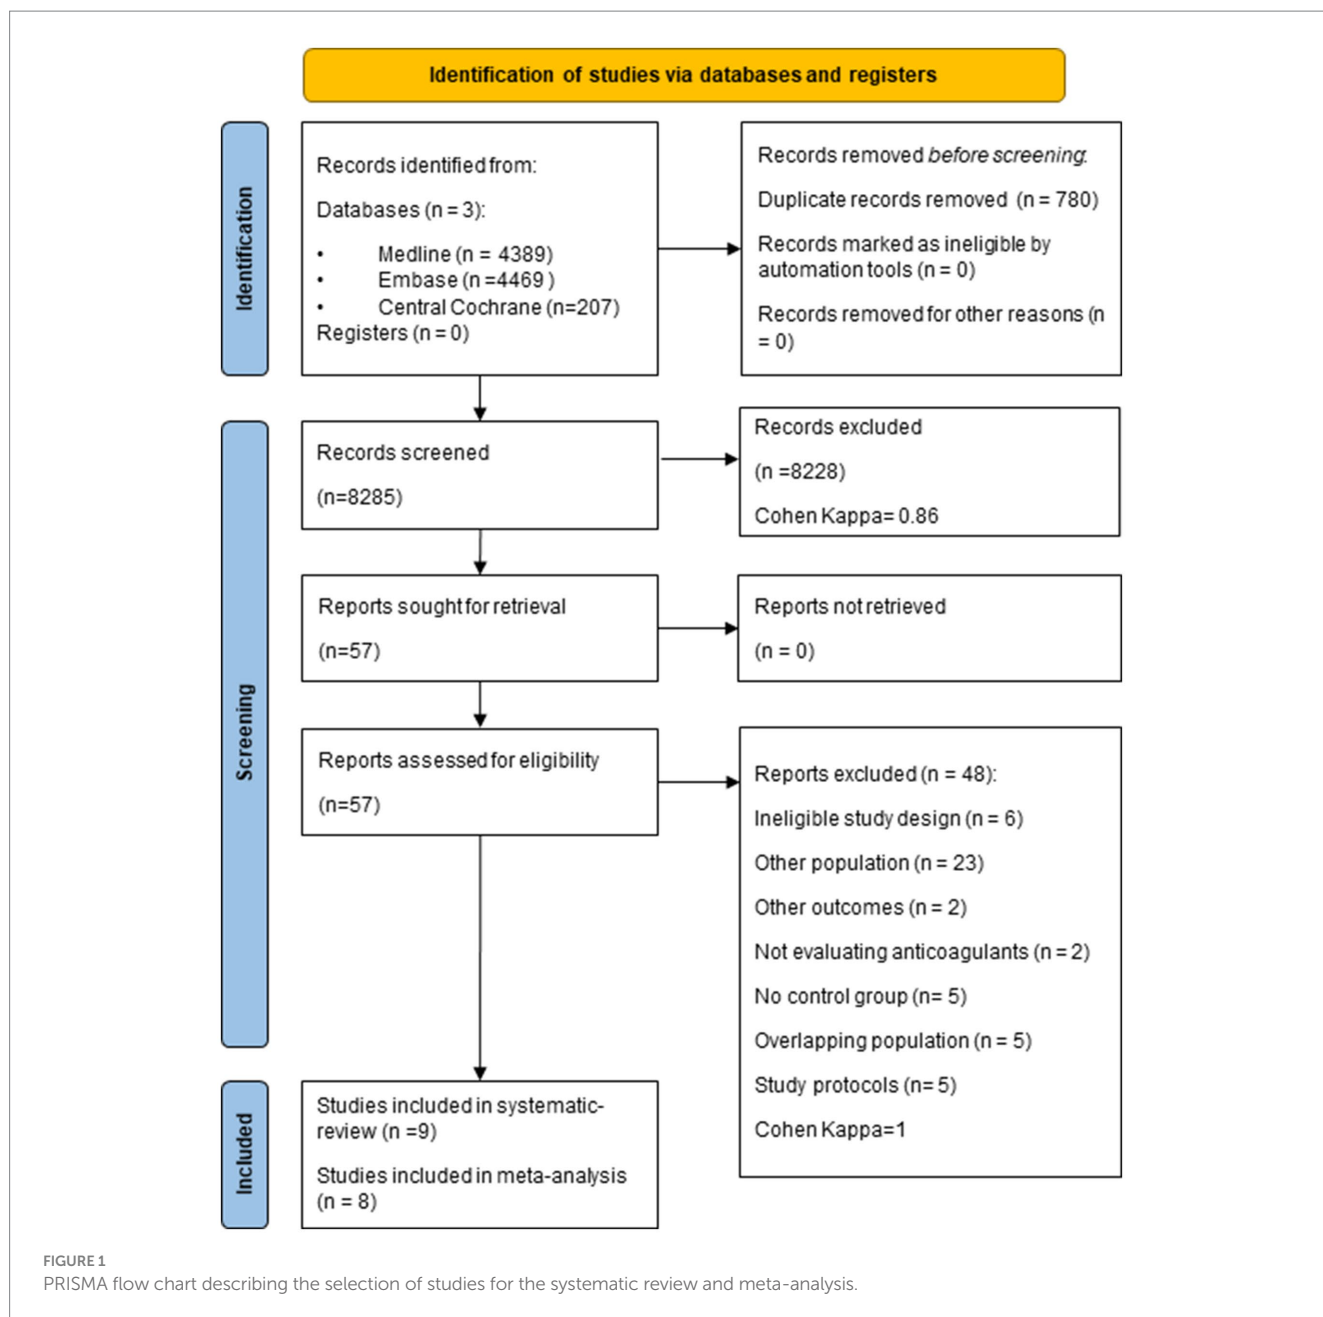 Identification of studies via databases and registers
Identification
Records identified from:
Databases (n = 3):
• Medline (n = 4389)
• Embase (n =4469 )
• Central Cochrane (n=207)
Registers (n = 0)
Records removed before screening:
Duplicate records removed (n = 780)
Records marked as ineligible by
automation tools (n = 0)
Records removed for other reasons (n
= 0)
Screening
Records screened
(n=8285)
Records excluded
(n =8228)
Cohen Kappa= 0.86
Reports sought for retrieval
(n=57)
Reports not retrieved
(n = 0)
Reports assessed for eligibility
(n=57)
Reports excluded (n = 48):
Ineligible study design (n = 6)
Other population (n = 23)
Other outcomes (n = 2)
Not evaluating anticoagulants (n = 2)
No control group (n= 5)
Overlapping population (n = 5)
Study protocols (n= 5)
Cohen Kappa=1
Included
Studies included in systematic-
review (n =9)
Studies included in meta-analysis
(n = 8)
FIGURE 1
PRISMA flow chart describing the selection of studies for the systematic review and meta-analysis.